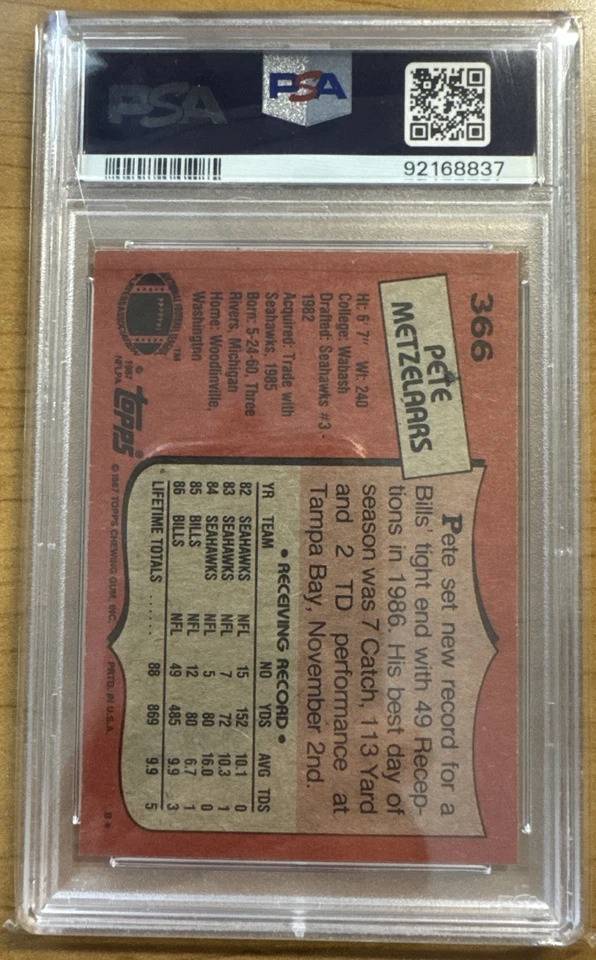 PSA
PSA
92168837
366
PETE
METZELAARS
Ht: 6' 7" Wt: 240
College: Wabash
Drafted: Seahawks #3 -
1982
Acquired: Trade with
Seahawks, 1985
Born: 5-24-60, Three
Rivers, Michigan
Home: Woodinville,
Washington
TM
© 1987
NFLPA
topps
© 1987 TOPPS CHEWING GUM, INC. PRTD. IN U.S.A.
Pete set new record for a
Bills' tight end with 49 Recep-
tions in 1986. His best day of
season was 7 Catch, 113 Yard
and 2 TD performance at
Tampa Bay, November 2nd.
• RECEIVING RECORD •
YR TEAM NO YDS AVG TDS
82 SEAHAWKS NFL 15 152 10.1 0
83 SEAHAWKS NFL 7 72 10.3 1
84 SEAHAWKS NFL 5 80 16.0 0
85 BILLS NFL 12 80 6.7 1
86 BILLS NFL 49 485 9.9 3
LIFETIME TOTALS ...... 88 869 9.9 5